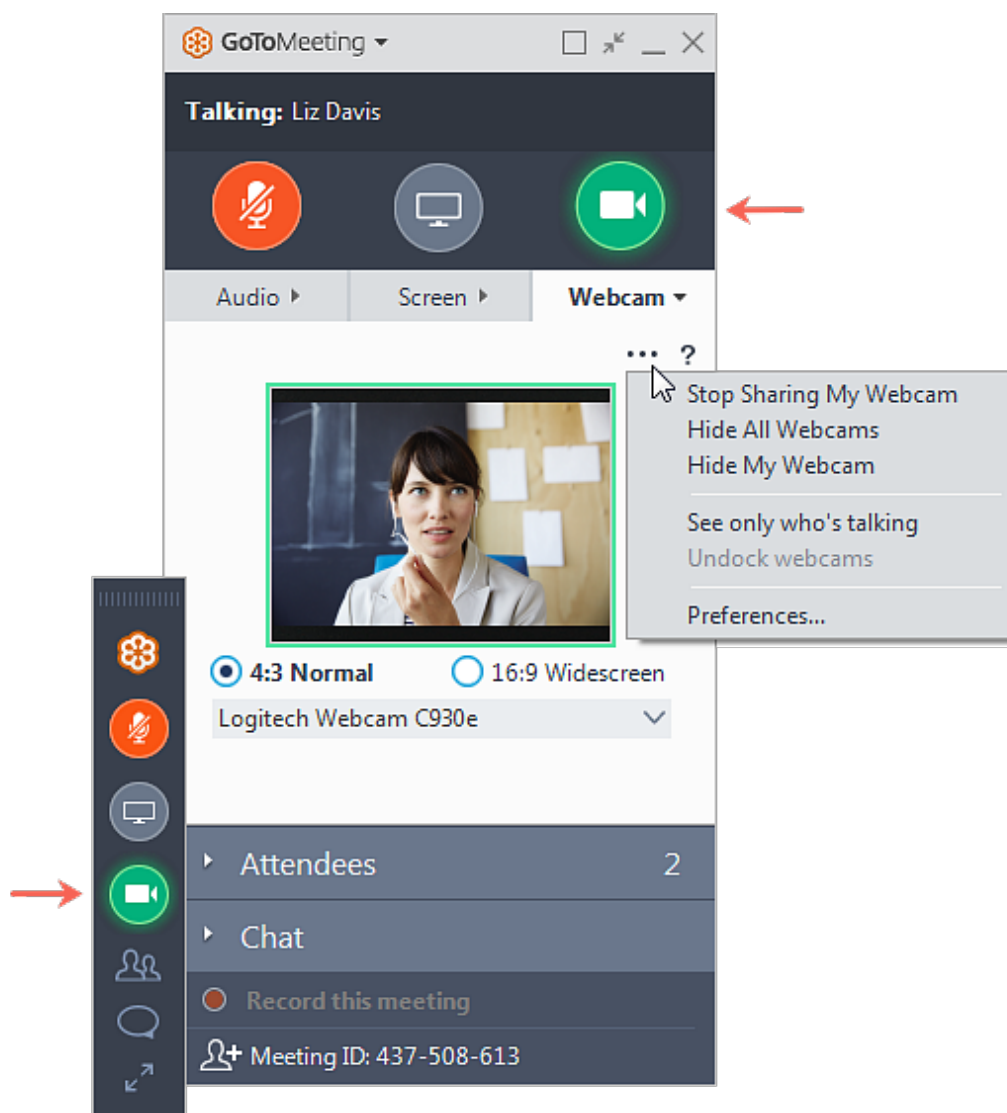 GoToMeeting
Talking: Liz Davis
Audio
Screen
Webcam
... ?
Stop Sharing My Webcam
Hide All Webcams
Hide My Webcam
See only who's talking
Undock webcams
Preferences...
4:3 Normal
16:9 Widescreen
Logitech Webcam C930e
Attendees 2
Chat
Record this meeting
Meeting ID: 437-508-613